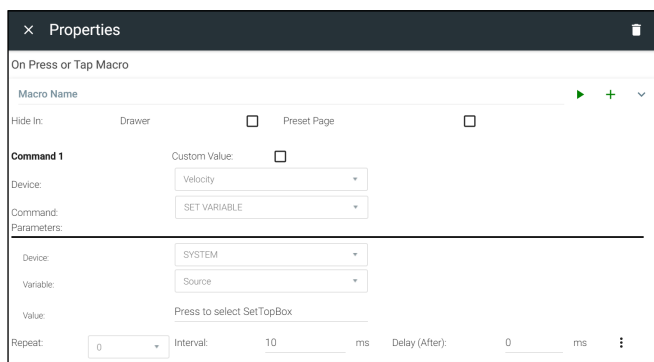 Properties
On Press or Tap Macro
Macro Name
Hide In: Drawer Preset Page
Command 1 Custom Value:
Device: Velocity
Command: SET VARIABLE
Parameters:
Device: SYSTEM
Variable: Source
Value: Press to select SetTopBox
Repeat: 0 Interval: 10 ms Delay (After): 0 ms